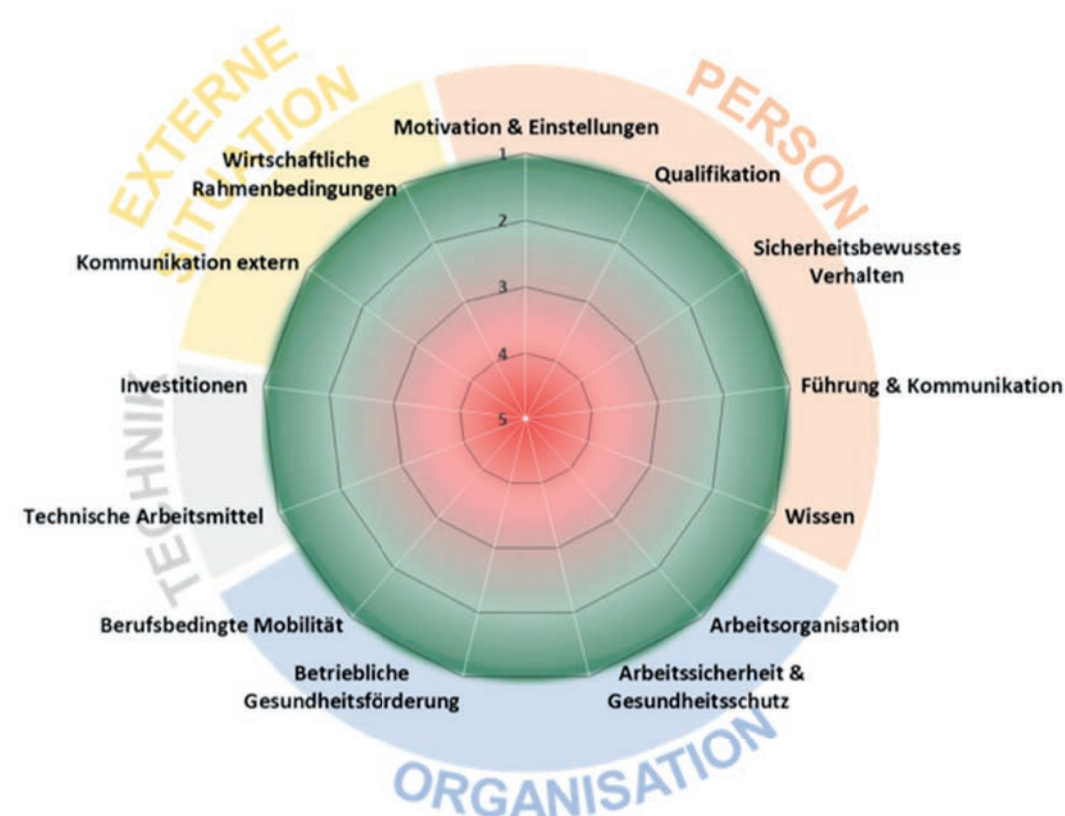 EXTERNE
SITUATION
PERSON
Motivation & Einstellungen
Wirtschaftliche
Rahmenbedingungen
Qualifikation
Sicherheitsbewusstes
Verhalten
Kommunikation extern
Investitionen
Führung & Kommunikation
TECHNIK
Technische Arbeitsmittel
Wissen
Berufsbedingte Mobilität
Arbeitsorganisation
Betriebliche
Gesundheitsförderung
Arbeitssicherheit &
Gesundheitsschutz
ORGANISATION
1
2
3
4
5